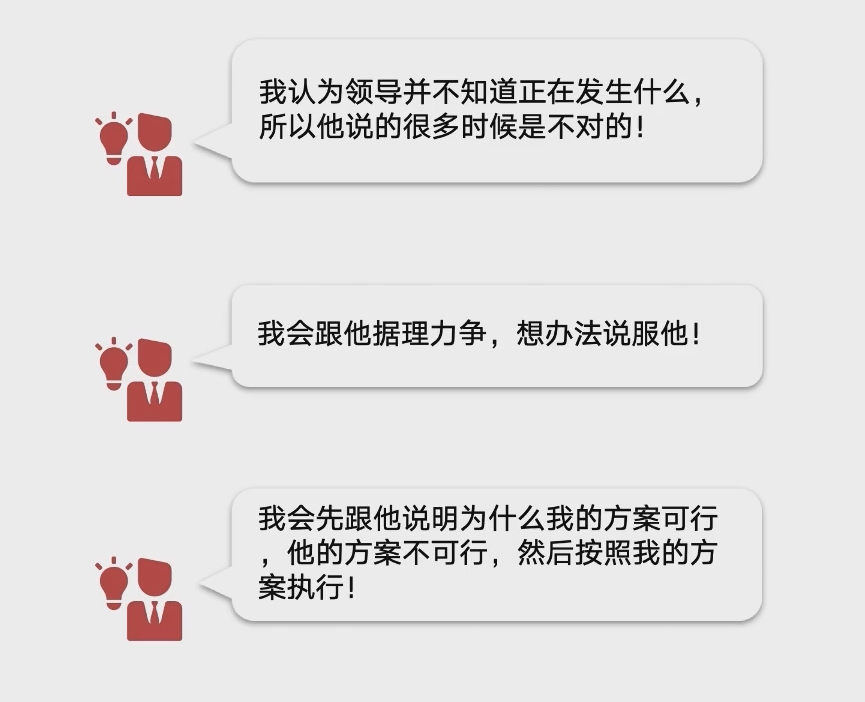 我认为领导并不知道正在发生什么，
所以他说的很多时候是不对的！
我会跟他据理力争，想办法说服他！
我会先跟他说明为什么我的方案可行
，他的方案不可行，然后按照我的方
案执行！